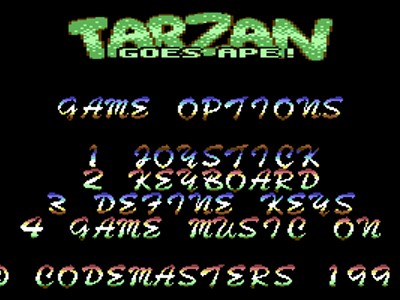 TARZAN
GOES APE!
GAME OPTIONS
1 JOYSTICK
2 KEYBOARD
3 DEFINE KEYS
4 GAME MUSIC ON
© CODEMASTERS 199